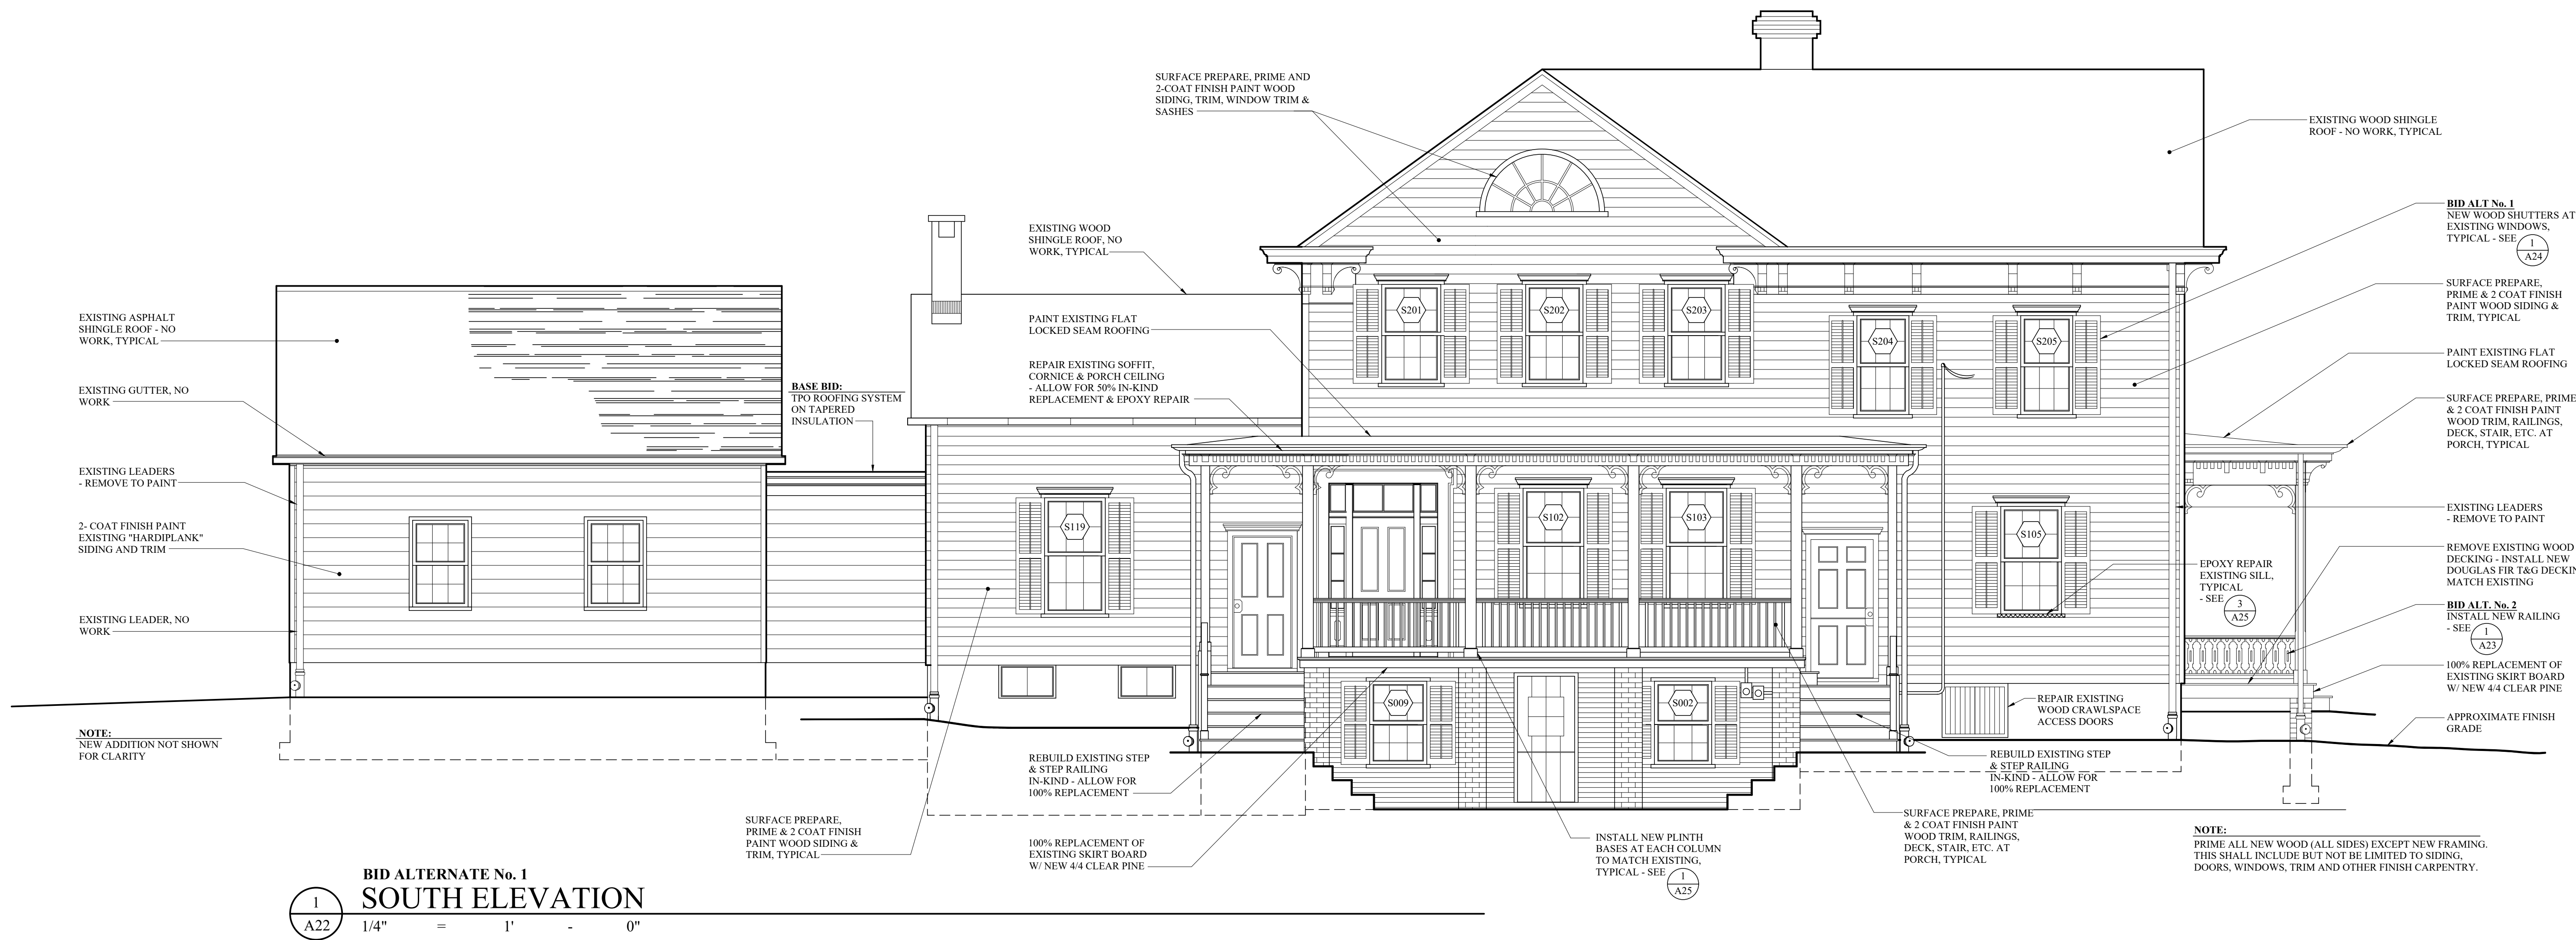 SURFACE PREPARE, PRIME AND
2-COAT FINISH PAINT WOOD
SIDING, TRIM, WINDOW TRIM &
SASHES
EXISTING WOOD SHINGLE
ROOF - NO WORK, TYPICAL
EXISTING WOOD
SHINGLE ROOF, NO
WORK, TYPICAL
BID ALT No. 1
NEW WOOD SHUTTERS AT
EXISTING WINDOWS,
TYPICAL - SEE
1
A24
SURFACE PREPARE,
PRIME & 2 COAT FINISH
PAINT WOOD SIDING &
TRIM, TYPICAL
EXISTING ASPHALT
SHINGLE ROOF - NO
WORK, TYPICAL
PAINT EXISTING FLAT
LOCKED SEAM ROOFING
S201
S202
S203
S204
S205
PAINT EXISTING FLAT
LOCKED SEAM ROOFING
REPAIR EXISTING SOFFIT,
CORNICE & PORCH CEILING
- ALLOW FOR 50% IN-KIND
REPLACEMENT & EPOXY REPAIR
EXISTING GUTTER, NO
WORK
BASE BID:
TPO ROOFING SYSTEM
ON TAPERED
INSULATION
SURFACE PREPARE, PRIME
& 2 COAT FINISH PAINT
WOOD TRIM, RAILINGS,
DECK, STAIR, ETC. AT
PORCH, TYPICAL
EXISTING LEADERS
- REMOVE TO PAINT
2- COAT FINISH PAINT
EXISTING "HARDIPLANK"
SIDING AND TRIM
S119
S102
S103
S105
EXISTING LEADERS
- REMOVE TO PAINT
REMOVE EXISTING WOOD
DECKING - INSTALL NEW
DOUGLAS FIR T&G DECKIN
MATCH EXISTING
EPOXY REPAIR
EXISTING SILL,
TYPICAL
- SEE
3
A25
EXISTING LEADER, NO
WORK
BID ALT. No. 2
INSTALL NEW RAILING
- SEE
1
A23
100% REPLACEMENT OF
EXISTING SKIRT BOARD
W/ NEW 4/4 CLEAR PINE
S009
S002
REPAIR EXISTING
WOOD CRAWLSPACE
ACCESS DOORS
APPROXIMATE FINISH
GRADE
NOTE:
NEW ADDITION NOT SHOWN
FOR CLARITY
REBUILD EXISTING STEP
& STEP RAILING
IN-KIND - ALLOW FOR
100% REPLACEMENT
REBUILD EXISTING STEP
& STEP RAILING
IN-KIND - ALLOW FOR
100% REPLACEMENT
SURFACE PREPARE,
PRIME & 2 COAT FINISH
PAINT WOOD SIDING &
TRIM, TYPICAL
100% REPLACEMENT OF
EXISTING SKIRT BOARD
W/ NEW 4/4 CLEAR PINE
INSTALL NEW PLINTH
BASES AT EACH COLUMN
TO MATCH EXISTING,
TYPICAL - SEE
1
A25
SURFACE PREPARE, PRIME
& 2 COAT FINISH PAINT
WOOD TRIM, RAILINGS,
DECK, STAIR, ETC. AT
PORCH, TYPICAL
NOTE:
PRIME ALL NEW WOOD (ALL SIDES) EXCEPT NEW FRAMING.
THIS SHALL INCLUDE BUT NOT BE LIMITED TO SIDING,
DOORS, WINDOWS, TRIM AND OTHER FINISH CARPENTRY.
BID ALTERNATE No. 1
1
A22
SOUTH ELEVATION
1/4" = 1' - 0"